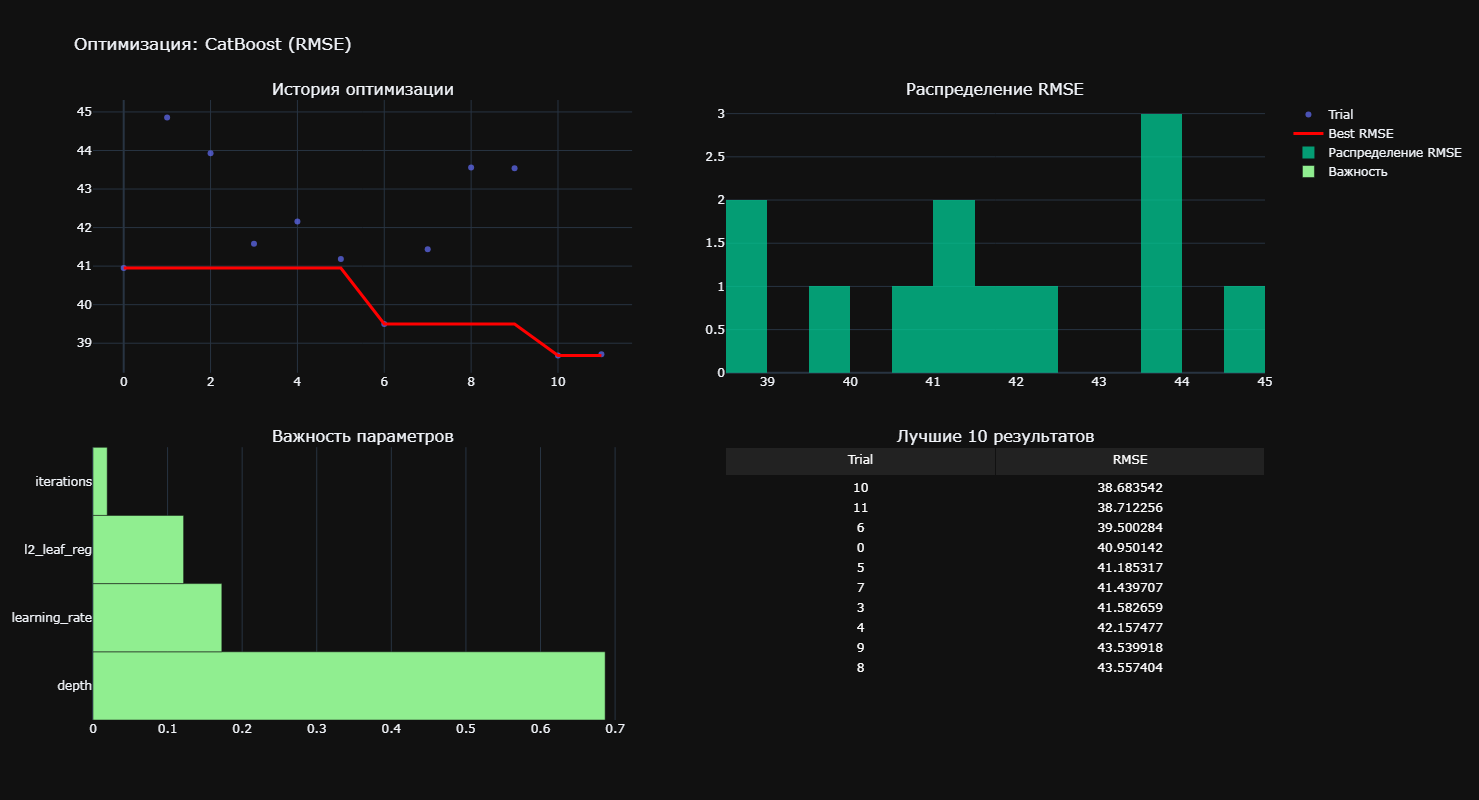 Оптимизация: CatBoost (RMSE)
История оптимизации
45
44
43
42
41
40
39
0 2 4 6 8 10
Распределение RMSE
3
2.5
2
1.5
1
0.5
0
39 40 41 42 43 44 45
Trial
Best RMSE
Распределение RMSE
Важность
Важность параметров
iterations
l2_leaf_reg
learning_rate
depth
0 0.1 0.2 0.3 0.4 0.5 0.6 0.7
Лучшие 10 результатов
Trial RMSE
10 38.683542
11 38.712256
6 39.500284
0 40.950142
5 41.185317
7 41.439707
3 41.582659
4 42.157477
9 43.539918
8 43.557404